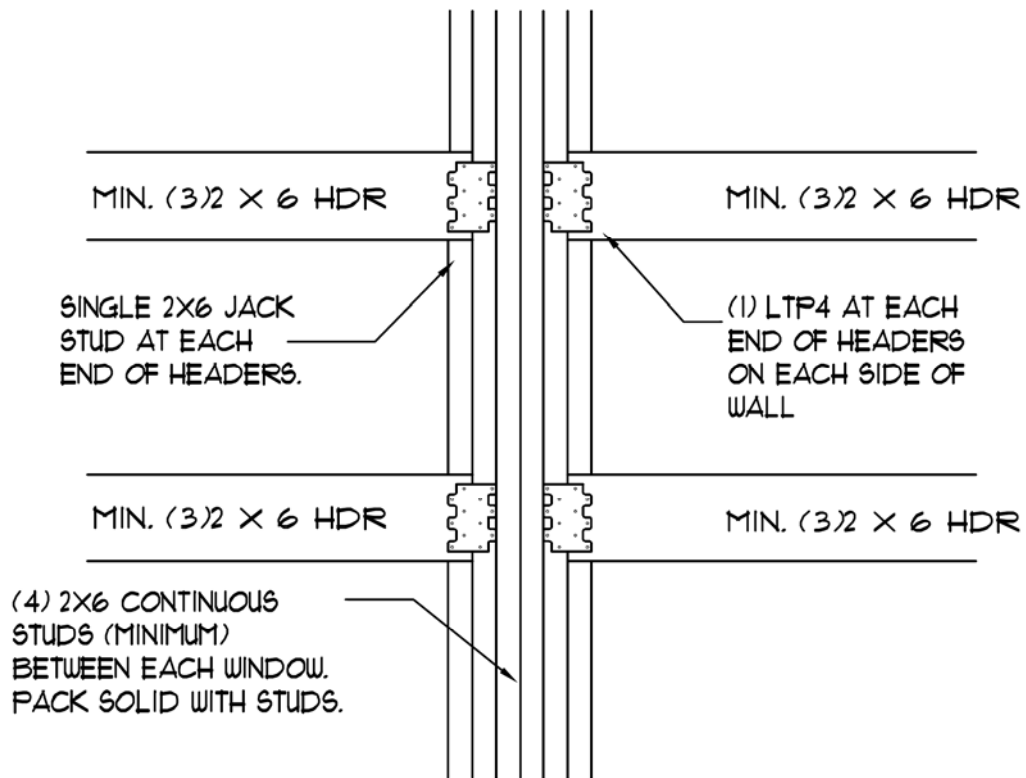 MIN. (3)2 X 6 HDR
MIN. (3)2 X 6 HDR
SINGLE 2X6 JACK
STUD AT EACH
END OF HEADERS.
(1) LTP4 AT EACH
END OF HEADERS
ON EACH SIDE OF
WALL
MIN. (3)2 X 6 HDR
MIN. (3)2 X 6 HDR
(4) 2X6 CONTINUOUS
STUDS (MINIMUM)
BETWEEN EACH WINDOW.
PACK SOLID WITH STUDS.